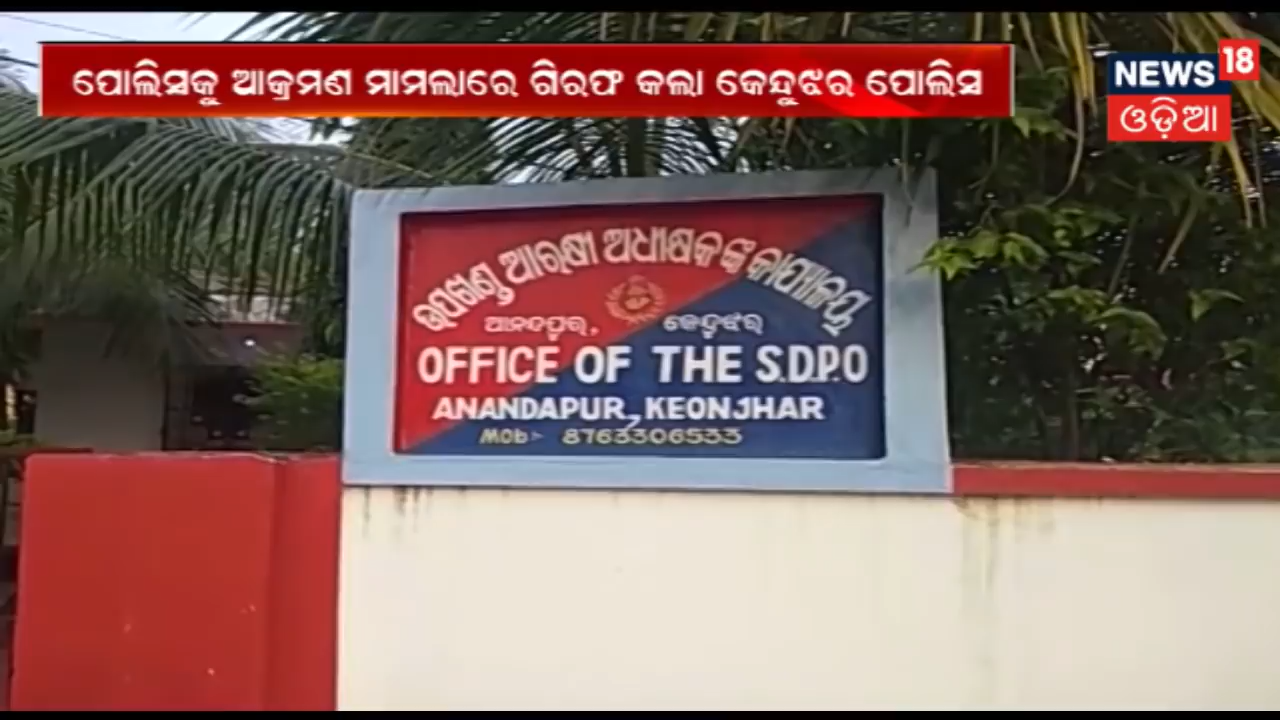 ପୋଲିସକୁ ଆକ୍ରମଣ ମାମଲାରେ ଗିରଫ କଲା କେନ୍ଦୁଝର ପୋଲିସ
NEWS 18
ଓଡ଼ିଆ
ଉପଖଣ୍ଡ ଆରକ୍ଷୀ ଅଧୀକ୍ଷକଙ୍କ କାର୍ଯ୍ୟାଳୟ
ଆନନ୍ଦପୁର, କେନ୍ଦୁଝର
OFFICE OF THE S.D.P.O
ANANDAPUR, KEONJHAR
MOb:- 8763306533